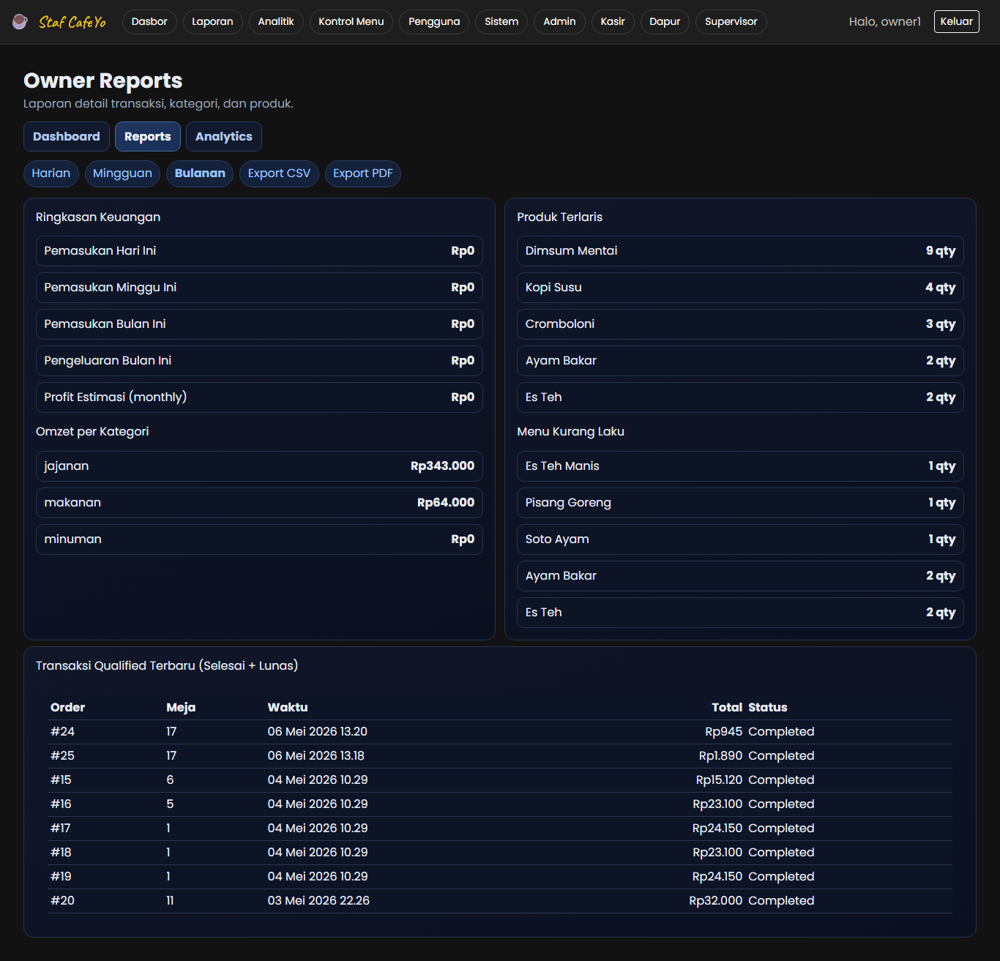 Staf CafeYo
Dasbor
Laporan
Analitik
Kontrol Menu
Pengguna
Sistem
Admin
Kasir
Dapur
Supervisor
Halo, owner1
Keluar
Owner Reports
Laporan detail transaksi, kategori, dan produk.
Dashboard
Reports
Analytics
Harian
Mingguan
Bulanan
Export CSV
Export PDF
Ringkasan Keuangan
Pemasukan Hari Ini Rp0
Pemasukan Minggu Ini Rp0
Pemasukan Bulan Ini Rp0
Pengeluaran Bulan Ini Rp0
Profit Estimasi (monthly) Rp0
Omzet per Kategori
jajanan Rp343.000
makanan Rp64.000
minuman Rp0
Produk Terlaris
Dimsum Mentai 9 qty
Kopi Susu 4 qty
Cromboloni 3 qty
Ayam Bakar 2 qty
Es Teh 2 qty
Menu Kurang Laku
Es Teh Manis 1 qty
Pisang Goreng 1 qty
Soto Ayam 1 qty
Ayam Bakar 2 qty
Es Teh 2 qty
Transaksi Qualified Terbaru (Selesai + Lunas)
Order Meja Waktu Total Status
#24 17 06 Mei 2026 13.20 Rp945 Completed
#25 17 06 Mei 2026 13.18 Rp1.890 Completed
#15 6 04 Mei 2026 10.29 Rp15.120 Completed
#16 5 04 Mei 2026 10.29 Rp23.100 Completed
#17 1 04 Mei 2026 10.29 Rp24.150 Completed
#18 1 04 Mei 2026 10.29 Rp23.100 Completed
#19 1 04 Mei 2026 10.29 Rp24.150 Completed
#20 11 03 Mei 2026 22.26 Rp32.000 Completed